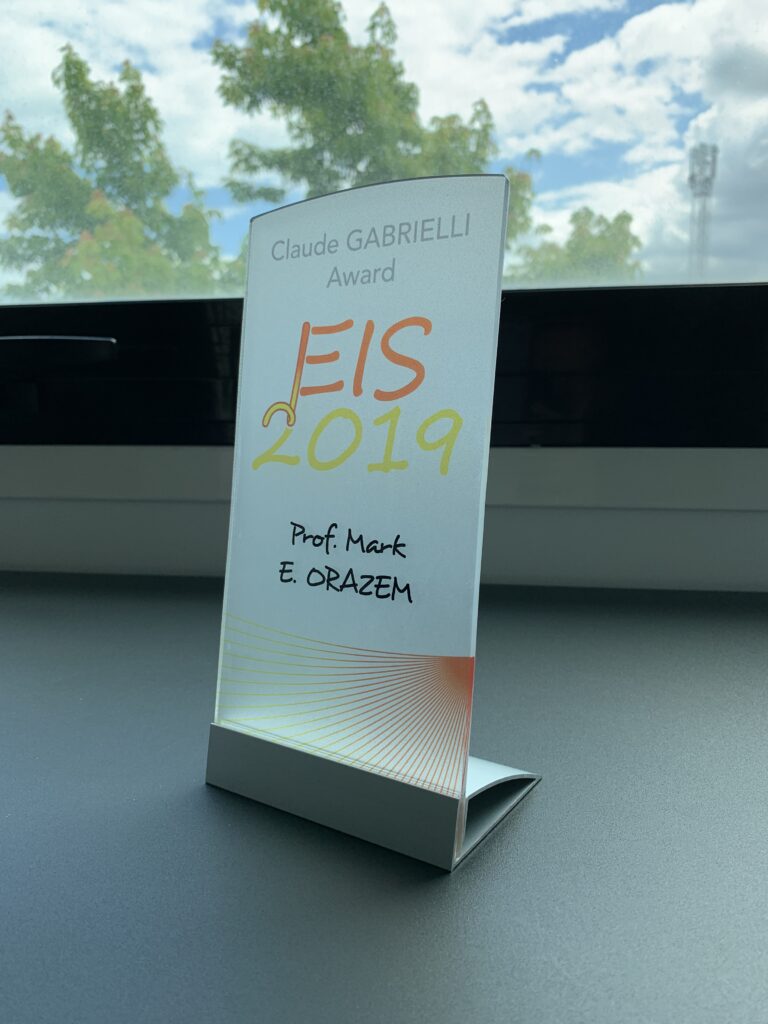 Claude GABRIELLI
Award
EIS
2019
Prof. Mark
E. ORAZEM